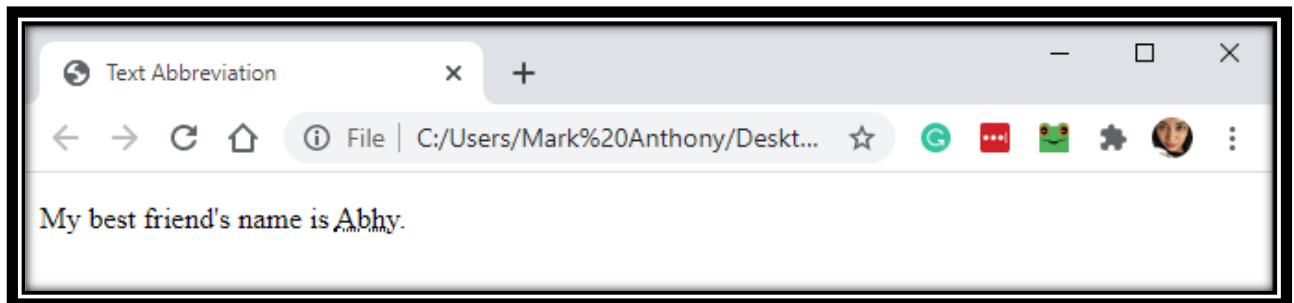 Text Abbreviation
File C:/Users/Mark%20Anthony/Deskt...
My best friend's name is Abhy.